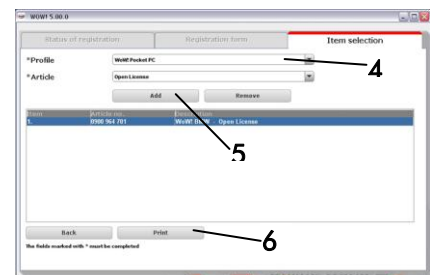 WOW! 5.00.0
Status of registration Registration form Item selection
*Profile WoW! Pocket PC 4
*Article Open License
Add Remove
5
Item Article no. Description
1. 0900 964 701 WoW! - Open License
Back Print 6
The fields marked with * must be completed